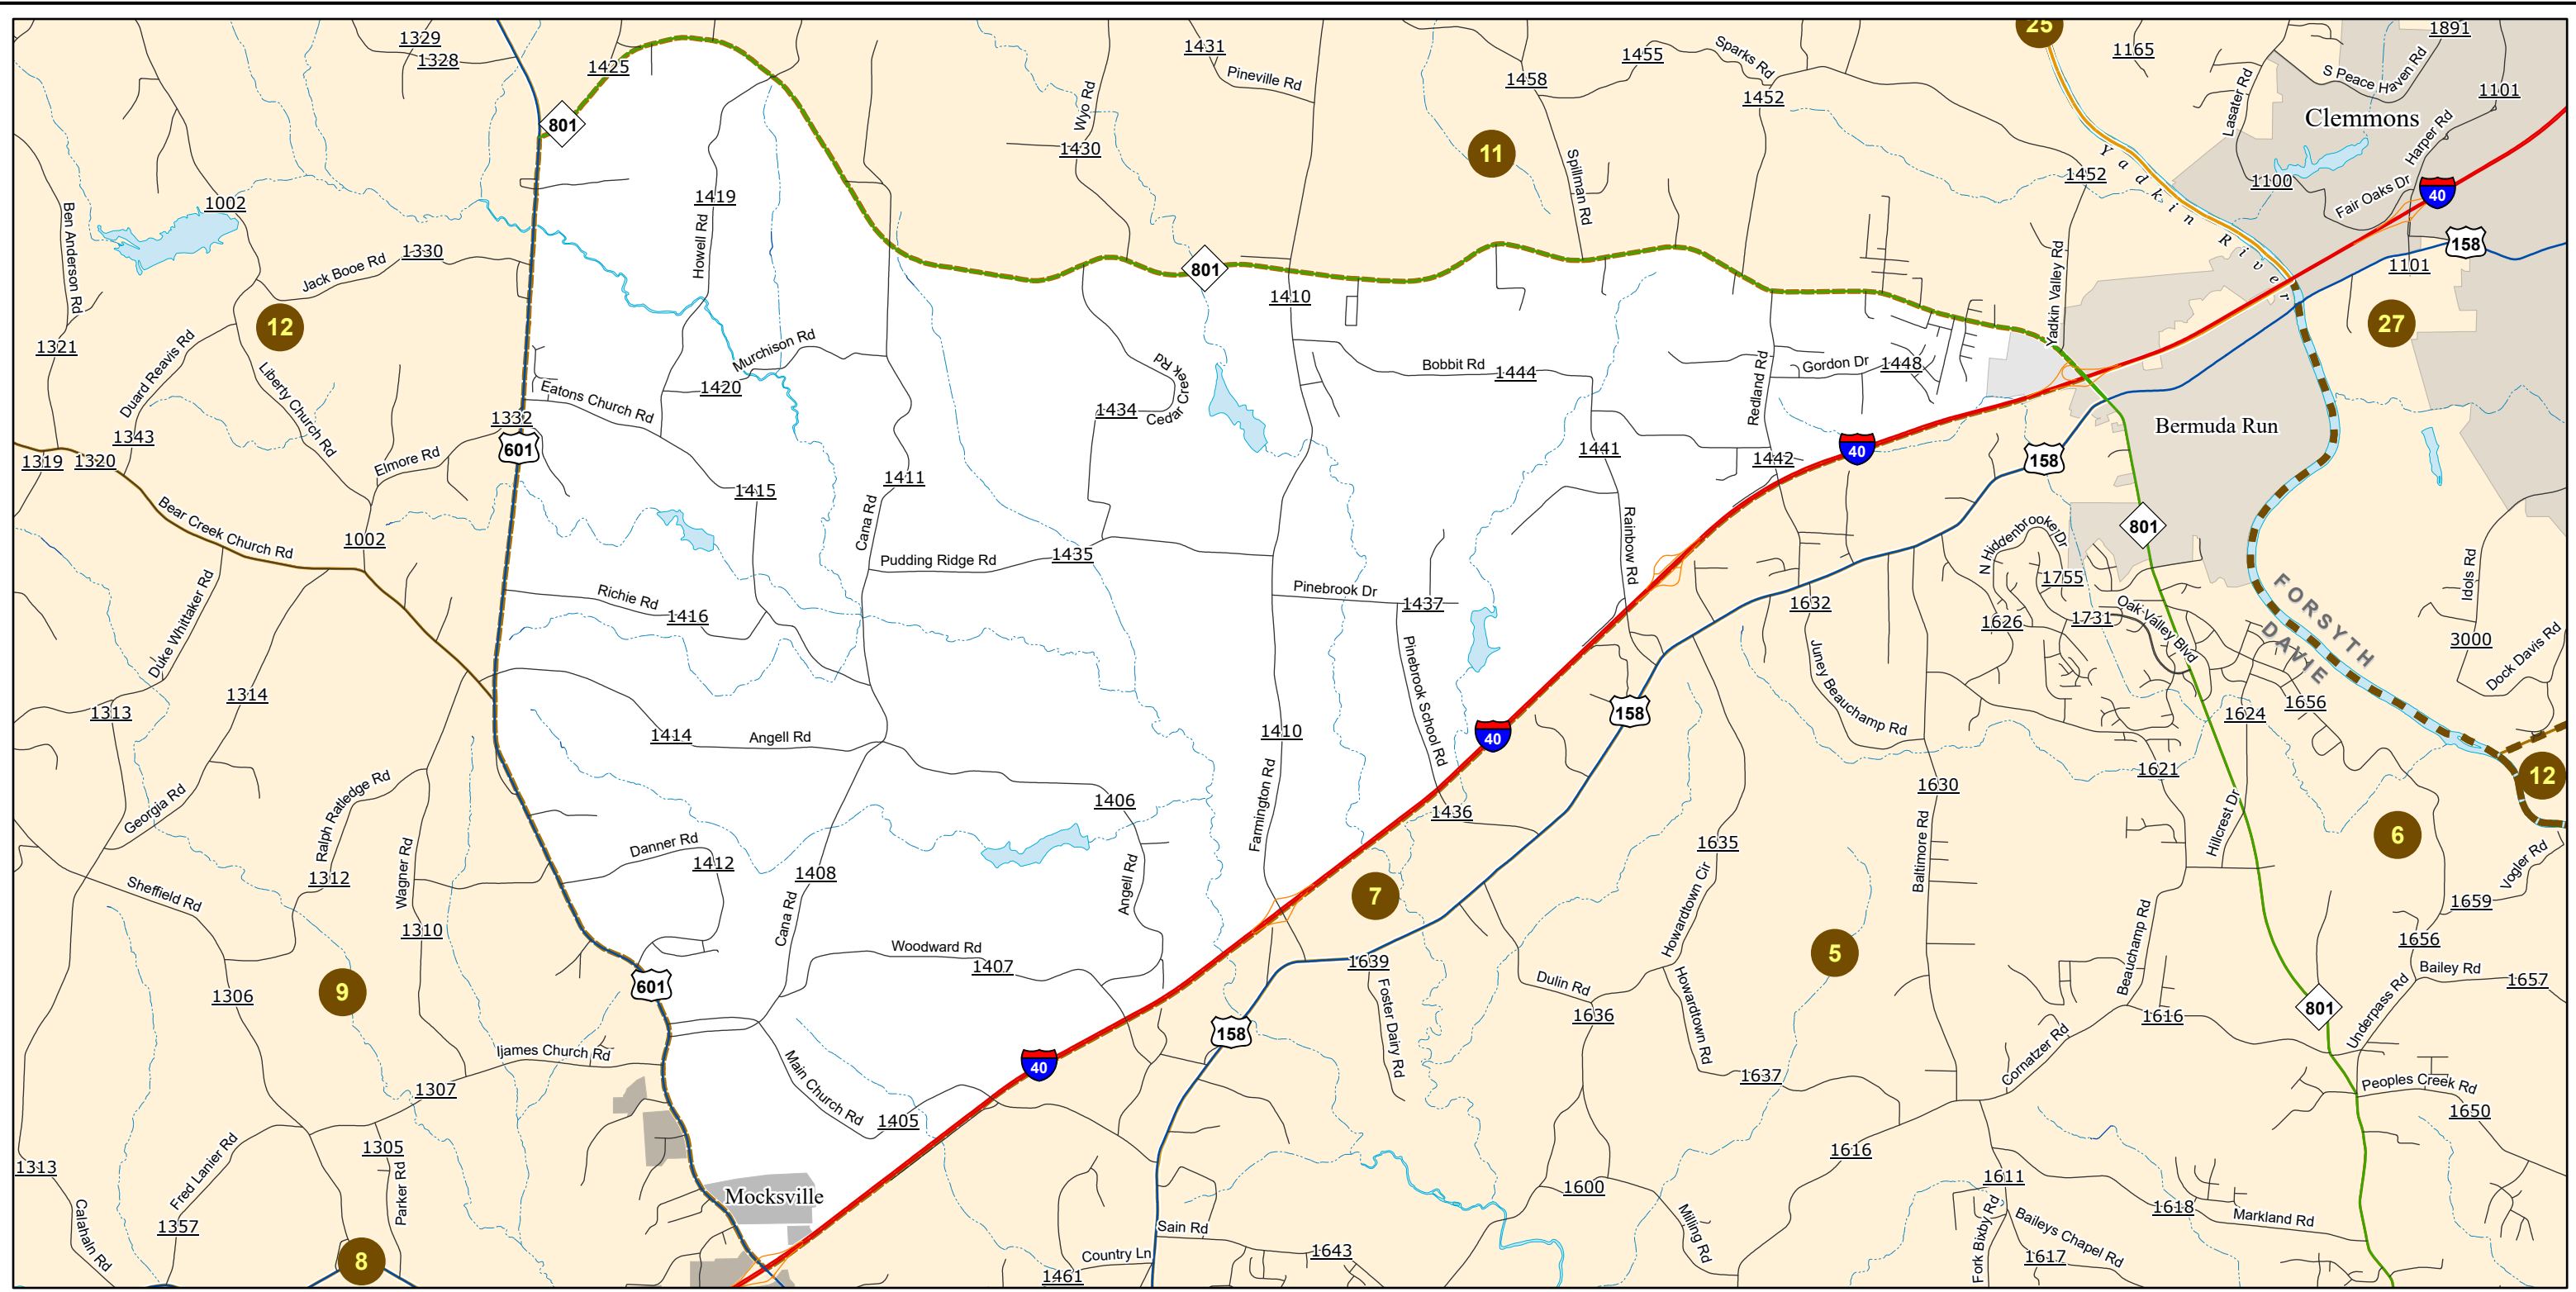 1329
1328
1425
801
1431
Pineville Rd
Wyo Rd
1430
1458
1455
Sparks Rd
1452
11
Spillman Rd
25
1165
1891
S Peace Haven Rd
Lasater Rd
1101
Clemmons
Harper Rd
1452
1100
Fair Oaks Dr
40
158
1101
Yadkin River
27
1002
Ben Anderson Rd
1330
Jack Booe Rd
12
1321
Duard Reavis Rd
Liberty Church Rd
1343
1319
1320
Elmore Rd
1332
601
Bear Creek Church Rd
1002
1419
Howell Rd
Murchison Rd
1420
Eatons Church Rd
1415
1411
Cana Rd
801
1410
Cedar Creek Rd
1434
Bobbit Rd
1444
Redland Rd
Gordon Dr
1448
Yadkin Valley Rd
1441
1442
40
Bermuda Run
158
801
Pudding Ridge Rd
1435
Richie Rd
1416
Pinebrook Dr
1437
Rainbow Rd
N Hiddenbrooke Dr
1755
1731
Oak Valley Blvd
1626
1632
FORSYTH
DAVIE
Idols Rd
3000
Dock Davis Rd
Duke Whittaker Rd
1314
1313
1414
Angell Rd
1410
Pinebrook School Rd
40
158
Juney Beauchamp Rd
1624
1656
1621
1630
12
Georgia Rd
Ralph Ratledge Rd
Wagner Rd
1312
Sheffield Rd
1310
Danner Rd
1412
1408
Cana Rd
1406
Angell Rd
Farmington Rd
1436
7
1635
Howardtown Cir
Baltimore Rd
Hillcrest Dr
6
Vogler Rd
1659
1656
Bailey Rd
1657
9
1306
601
Woodward Rd
1407
1639
Foster Dairy Rd
Dulin Rd
1636
Howardtown Rd
5
Beauchamp Rd
1616
801
Underpass Rd
Ijames Church Rd
1307
Main Church Rd
1405
40
158
1637
Cornatzer Rd
Peoples Creek Rd
1650
1313
Calahaln Rd
Fred Lanier Rd
1357
1305
Parker Rd
8
Mocksville
Sain Rd
Country Ln
1461
1643
1600
Milling Rd
1616
1611
Fork Bixby Rd
Baileys Chapel Rd
1617
1618
Markland Rd